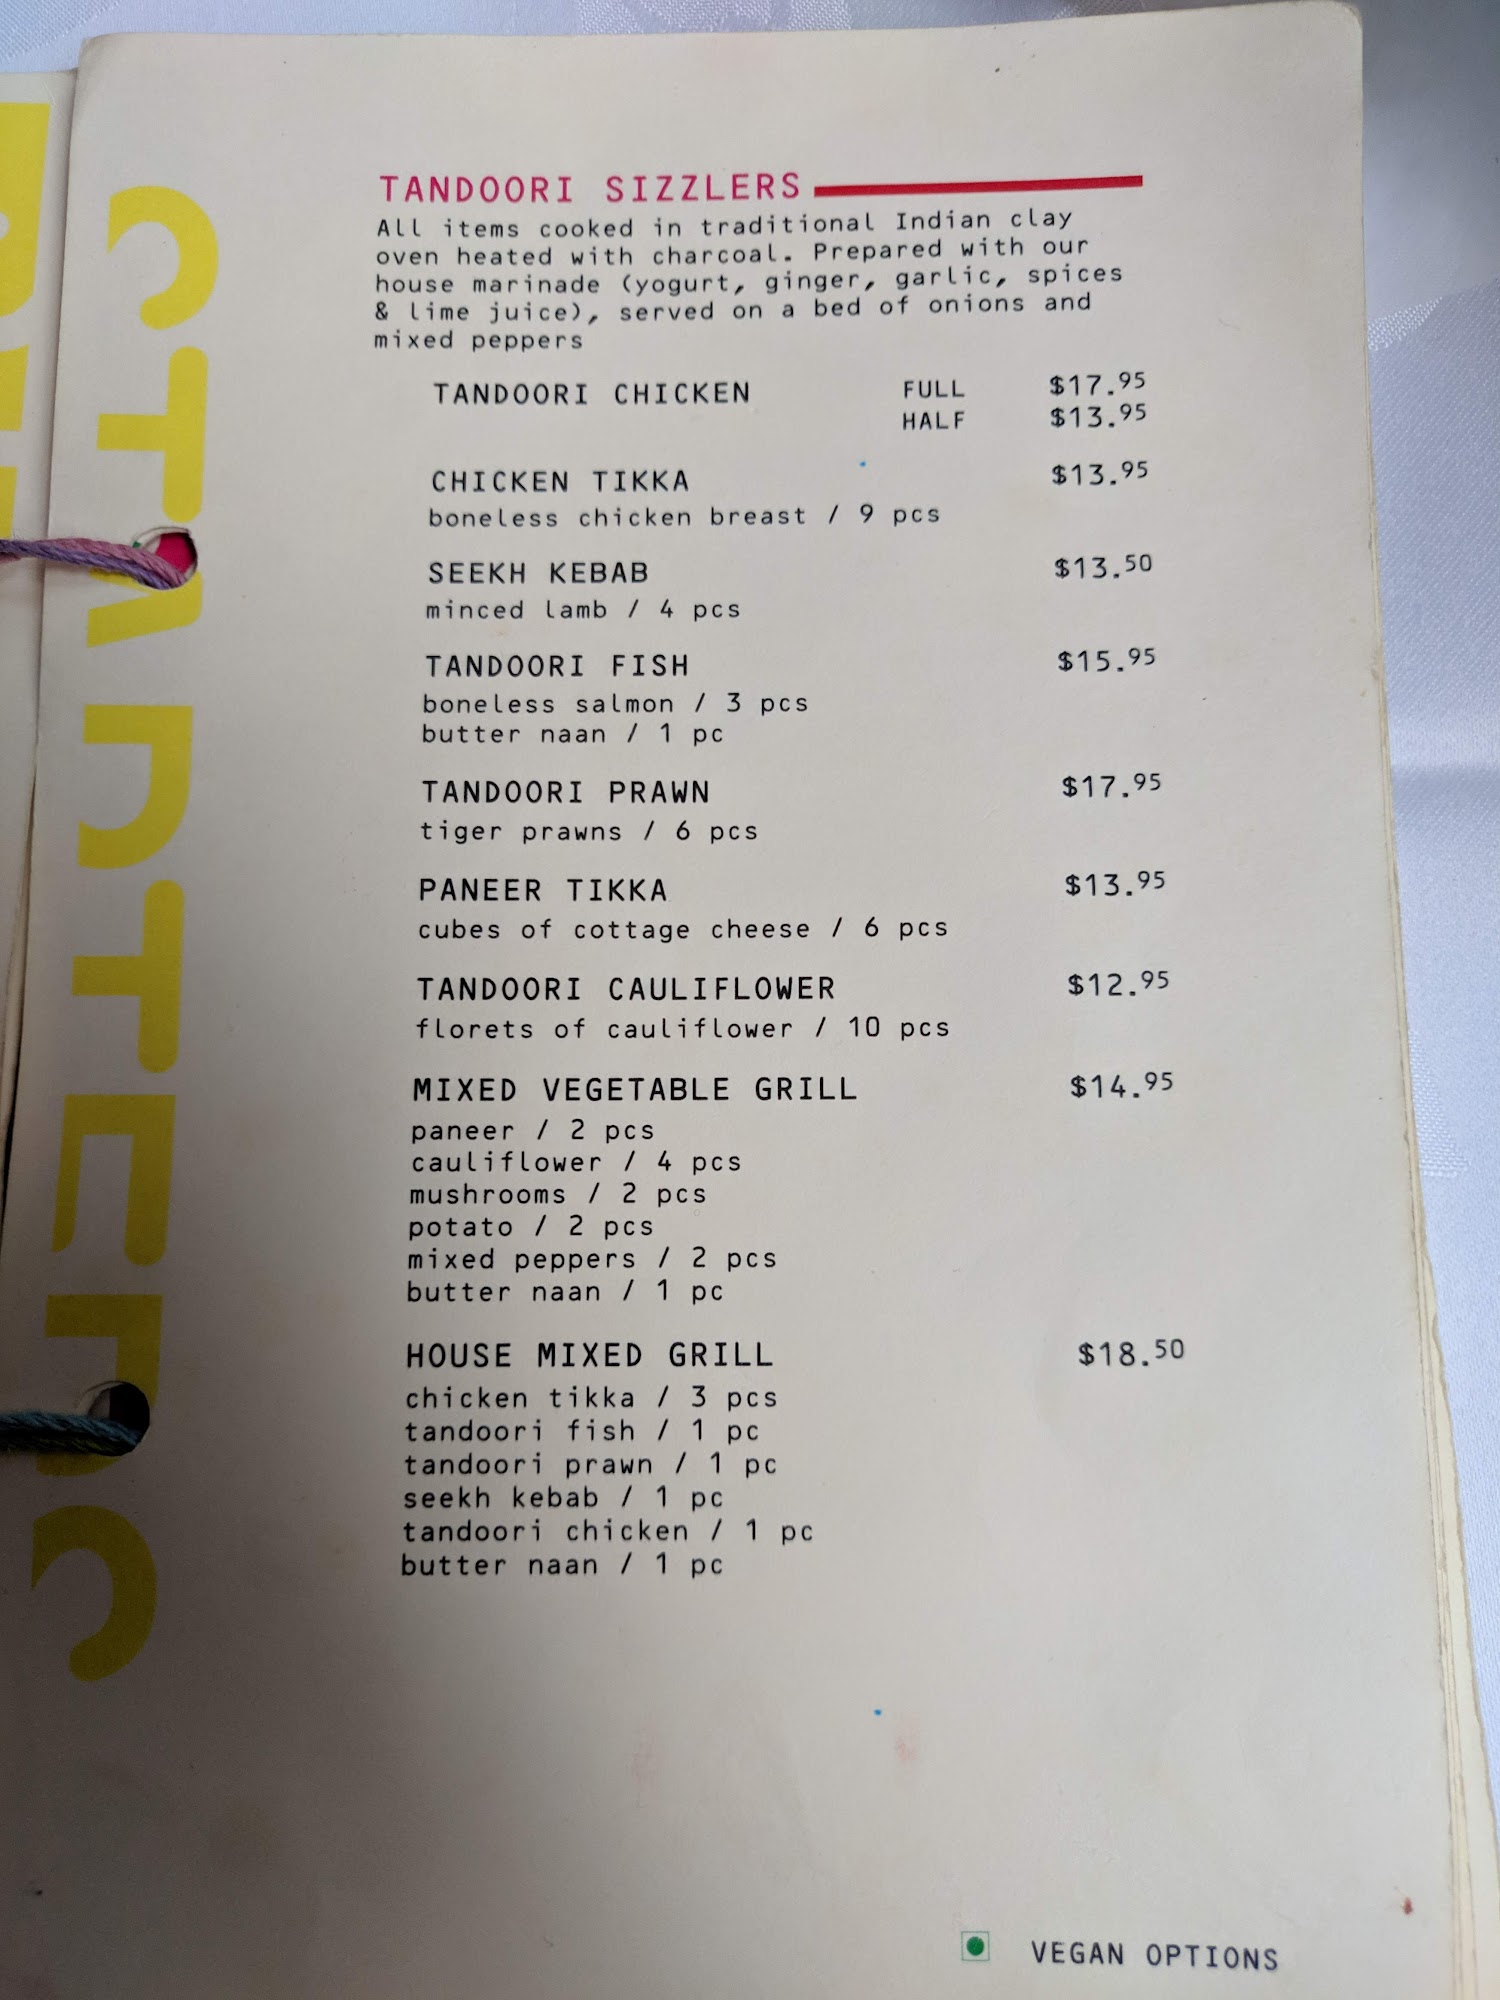 TANDOORI SIZZLERS
All items cooked in traditional Indian clay
oven heated with charcoal. Prepared with our
house marinade (yogurt, ginger, garlic, spices
& lime juice), served on a bed of onions and
mixed peppers
TANDOORI CHICKEN FULL $17.95
HALF $13.95
CHICKEN TIKKA $13.95
boneless chicken breast / 9 pcs
SEEKH KEBAB $13.50
minced lamb / 4 pcs
TANDOORI FISH $15.95
boneless salmon / 3 pcs
butter naan / 1 pc
TANDOORI PRAWN $17.95
tiger prawns / 6 pcs
PANEER TIKKA $13.95
cubes of cottage cheese / 6 pcs
TANDOORI CAULIFLOWER $12.95
florets of cauliflower / 10 pcs
MIXED VEGETABLE GRILL $14.95
paneer / 2 pcs
cauliflower / 4 pcs
mushrooms / 2 pcs
potato / 2 pcs
mixed peppers / 2 pcs
butter naan / 1 pc
HOUSE MIXED GRILL $18.50
chicken tikka / 3 pcs
tandoori fish / 1 pc
tandoori prawn / 1 pc
seekh kebab / 1 pc
tandoori chicken / 1 pc
butter naan / 1 pc
VEGAN OPTIONS